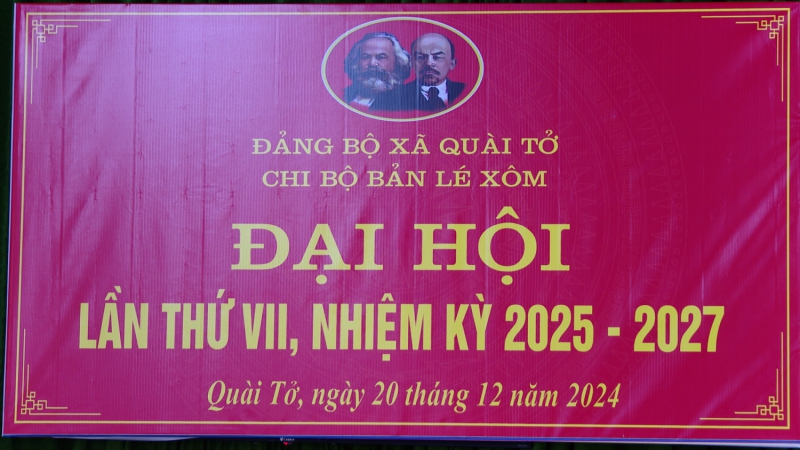 ĐẢNG BỘ XÃ QUÀI TỞ
CHI BỘ BẢN LÉ XÔM
ĐẠI HỘI
LẦN THỨ VII, NHIỆM KỲ 2025 - 2027
Quài Tở, ngày 20 tháng 12 năm 2024